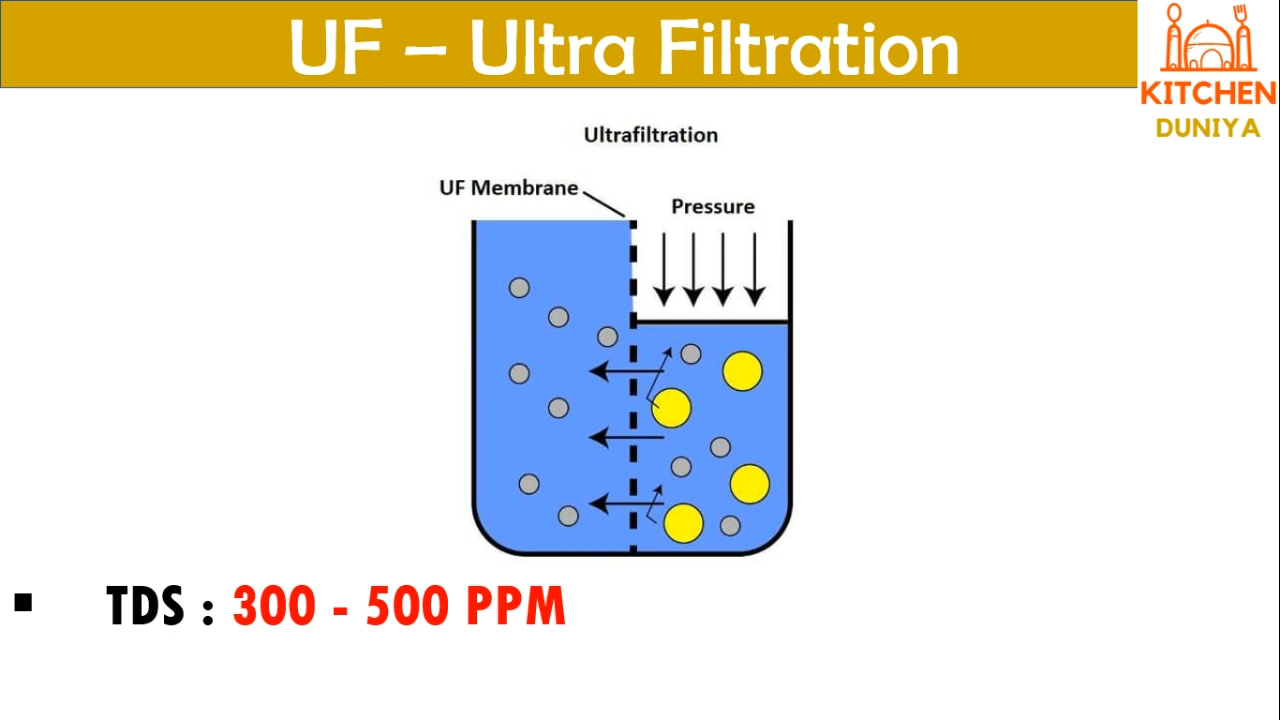 UF – Ultra Filtration
KITCHEN
DUNIYA
Ultrafiltration
UF Membrane
Pressure
▪ TDS : 300 - 500 PPM